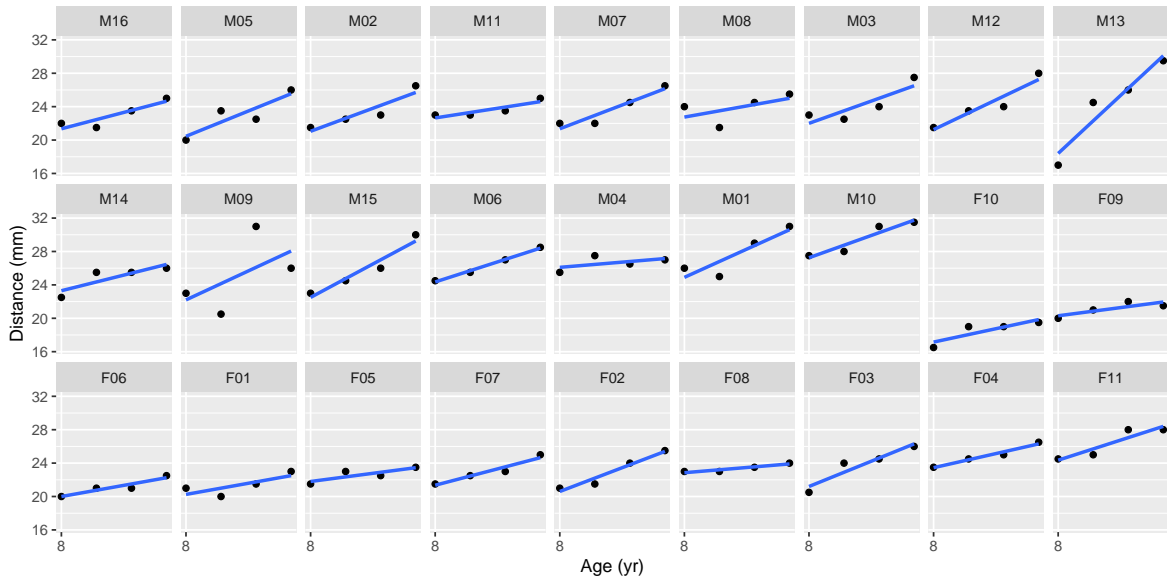 M16 M05 M02 M11 M07 M08 M03 M12 M13
32
28
24
20
16
M14 M09 M15 M06 M04 M01 M10 F10 F09
32
28
24
20
16
Distance (mm)
F06 F01 F05 F07 F02 F08 F03 F04 F11
32
28
24
20
16
8 8 8 8 8 8 8 8 8
Age (yr)